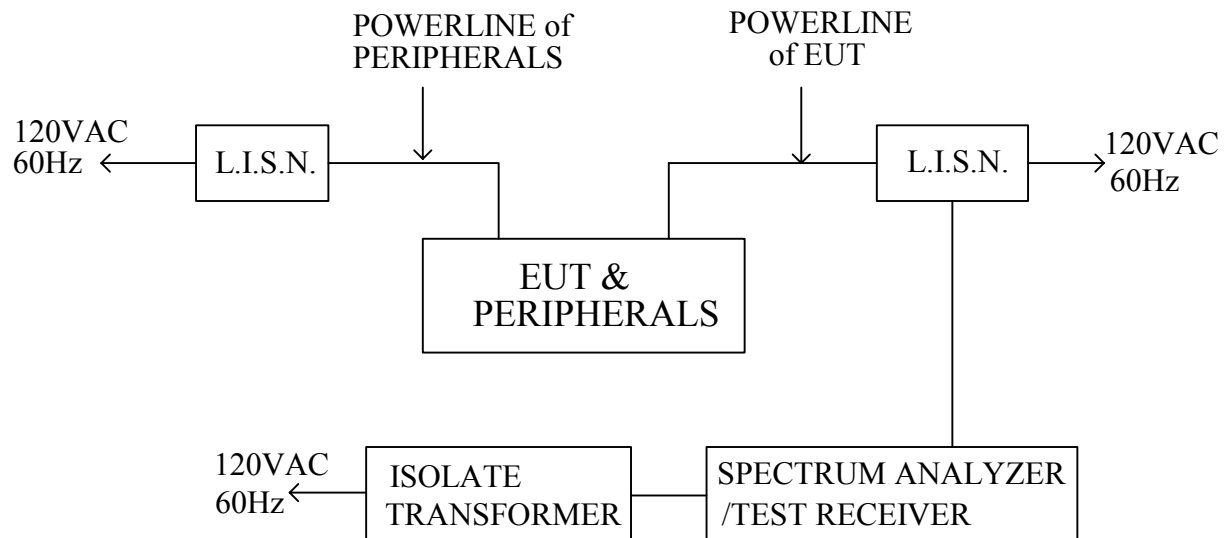 POWERLINE of
PERIPHERALS
POWERLINE
of EUT
120VAC
60Hz
L.I.S.N.
L.I.S.N.
120VAC
60Hz
EUT &
PERIPHERALS
120VAC
60Hz
ISOLATE
TRANSFORMER
SPECTRUM ANALYZER
/TEST RECEIVER